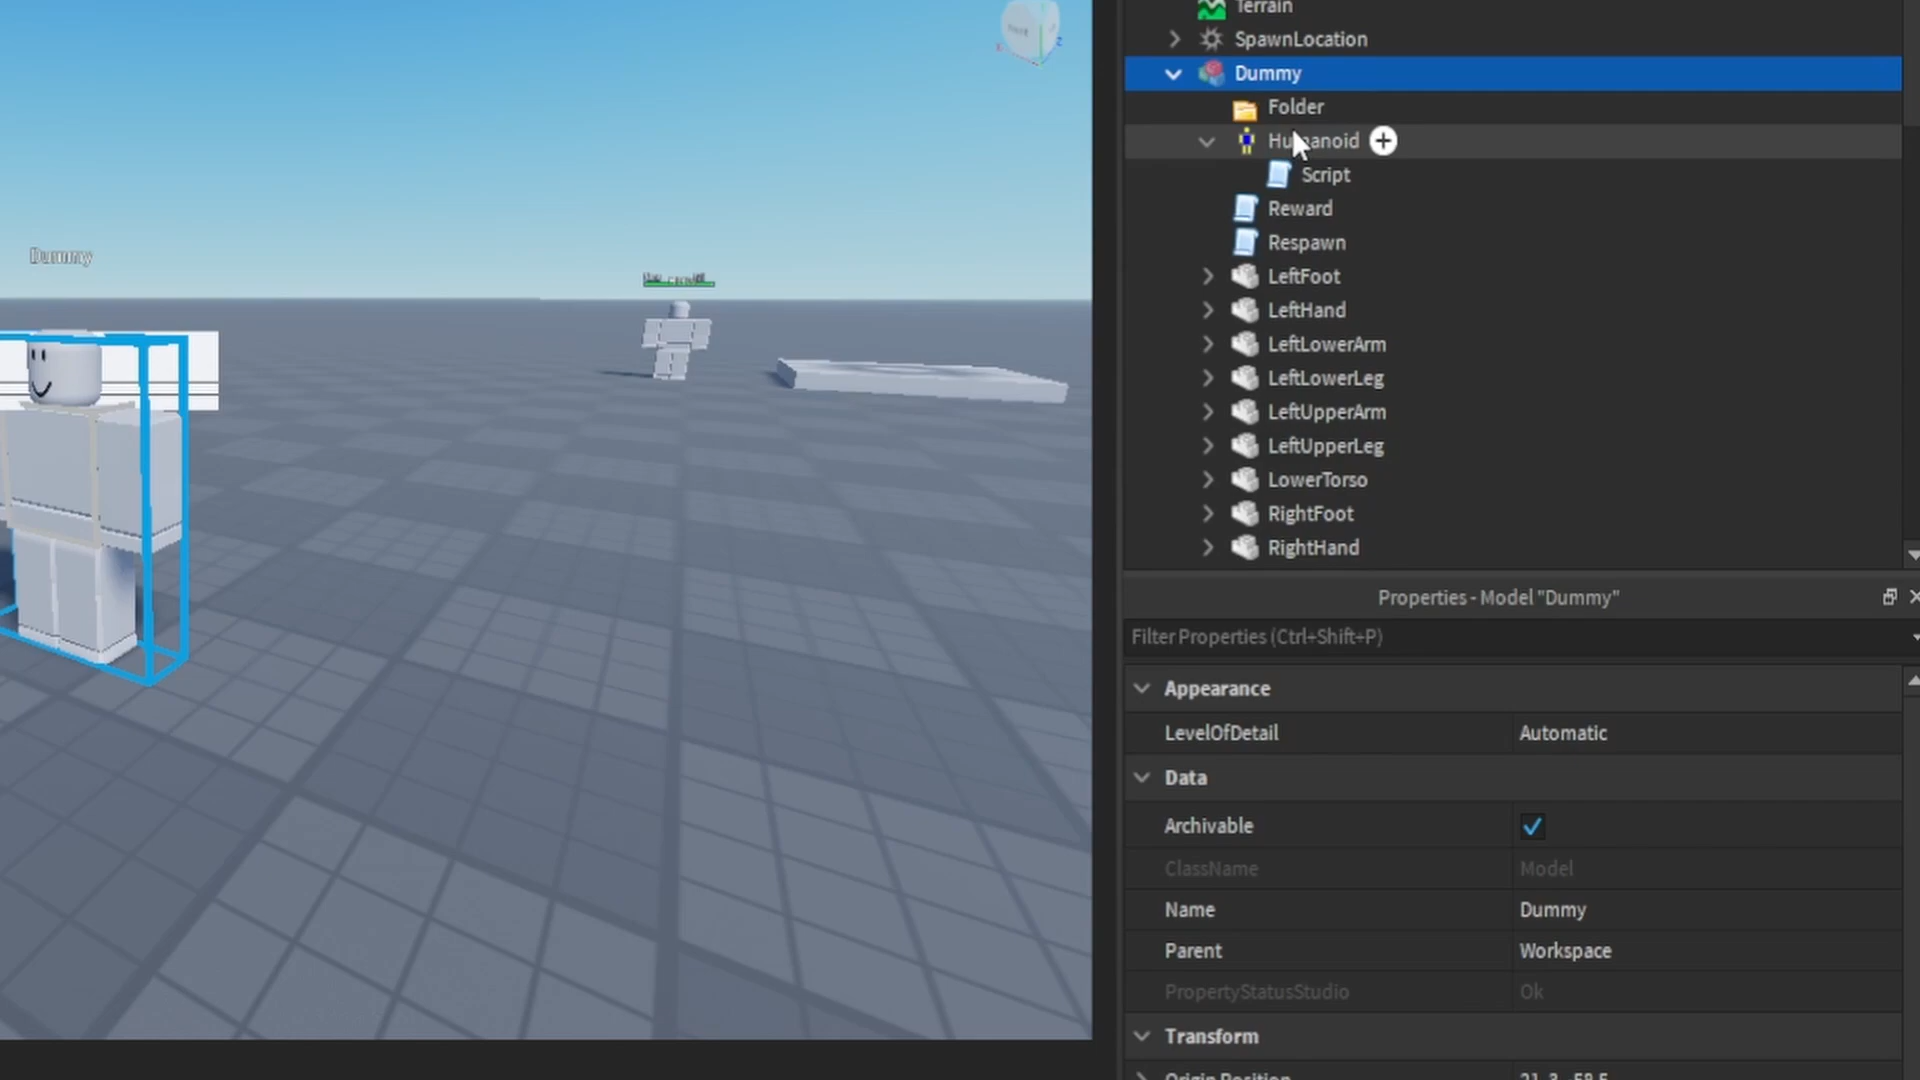 Terrain
SpawnLocation
Dummy
Folder
Humanoid
Script
Reward
Respawn
LeftFoot
LeftHand
LeftLowerArm
LeftLowerLeg
LeftUpperArm
LeftUpperLeg
LowerTorso
RightFoot
RightHand
Dummy
Properties - Model "Dummy"
Filter Properties (Ctrl+Shift+P)
Appearance
LevelOfDetail Automatic
Data
Archivable
ClassName Model
Name Dummy
Parent Workspace
PropertyStatusStudio Ok
Transform
Origin Position